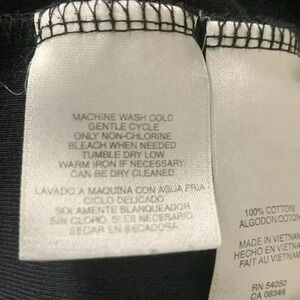 MACHINE WASH COLD
GENTLE CYCLE
ONLY NON-CHLORINE
BLEACH WHEN NEEDED
TUMBLE DRY LOW
WARM IRON IF NECESSARY
CAN BE DRY CLEANED
LAVADO A MAQUINA CON AGUA FRIA
CICLO DELICADO
SOLAMENTE BLANQUEADOR
SIN CLORO, SI ES NECESARIO
SECAR EN SECADORA
100% COTTON/
ALGODON/COTON
MADE IN VIETNAM
HECHO EN VIETNAM
FAIT AU VIETNAM
RN 54050
CA 08349